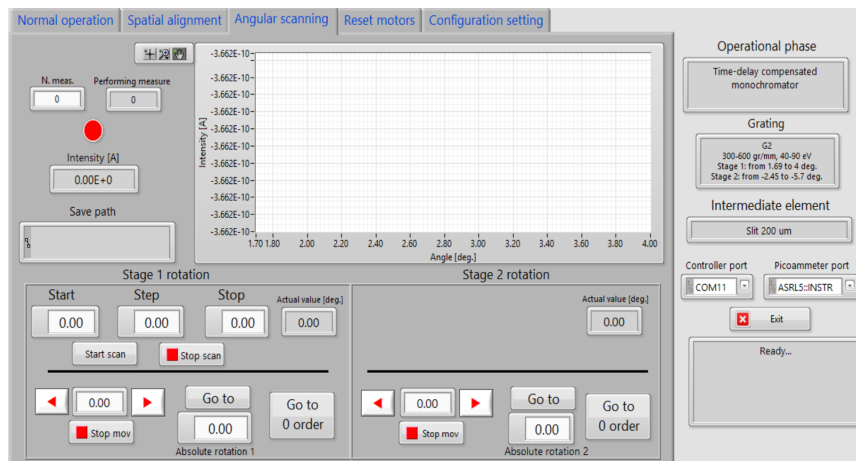 Normal operation
Spatial alignment
Angular scanning
Reset motors
Configuration setting
N. meas.
Performing measure
0
0
Intensity [A]
0.00E+0
Save path
Intensity [A]
-3.662E-10
-3.662E-10
-3.662E-10
-3.662E-10
-3.662E-10
-3.662E-10
-3.662E-10
-3.662E-10
-3.662E-10
-3.662E-10
1.70 1.80 2.00 2.20 2.40 2.60 2.80 3.00 3.20 3.40 3.60 3.80 4.00
Angle [deg.]
Stage 1 rotation
Start
Step
Stop
Actual value [deg.]
0.00
0.00
0.00
0.00
Start scan
Stop scan
0.00
Stop mov
Go to
0.00
Absolute rotation 1
Go to
0 order
Stage 2 rotation
Actual value [deg.]
0.00
0.00
Stop mov
Go to
0.00
Absolute rotation 2
Go to
0 order
Operational phase
Time-delay compensated
monochromator
Grating
G2
300-600 gr/mm, 40-90 eV
Stage 1: from 1.69 to 4 deg.
Stage 2: from -2.45 to -5.7 deg.
Intermediate element
Slit 200 um
Controller port
Picoammeter port
COM11
ASRL5::INSTR
Exit
Ready...